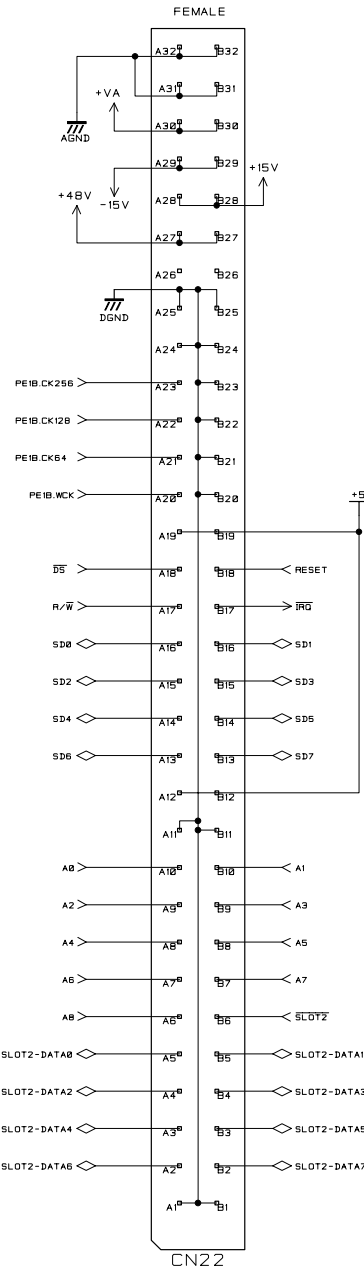 FEMALE
A32 B32
A31 B31
+VA
A30 B30
AGND
A29 B29
+15V
-15V
A28 B28
+48V
A27 B27
A26 B26
DGND
A25 B25
A24 B24
PE1B.CK256 A23 B23
PE1B.CK128 A22 B22
PE1B.CK64 A21 B21
PE1B.WCK A20 B20
+5
A19 B19
DS A18 B18 RESET
R/W A17 B17 IRQ
SD0 A16 B16 SD1
SD2 A15 B15 SD3
SD4 A14 B14 SD5
SD6 A13 B13 SD7
A12 B12
A11 B11
A0 A10 B10 A1
A2 A9 B9 A3
A4 A8 B8 A5
A6 A7 B7 A7
A8 A6 B6 SLOT2
SLOT2-DATA0 A5 B5 SLOT2-DATA1
SLOT2-DATA2 A4 B4 SLOT2-DATA3
SLOT2-DATA4 A3 B3 SLOT2-DATA5
SLOT2-DATA6 A2 B2 SLOT2-DATA7
A1 B1
CN22